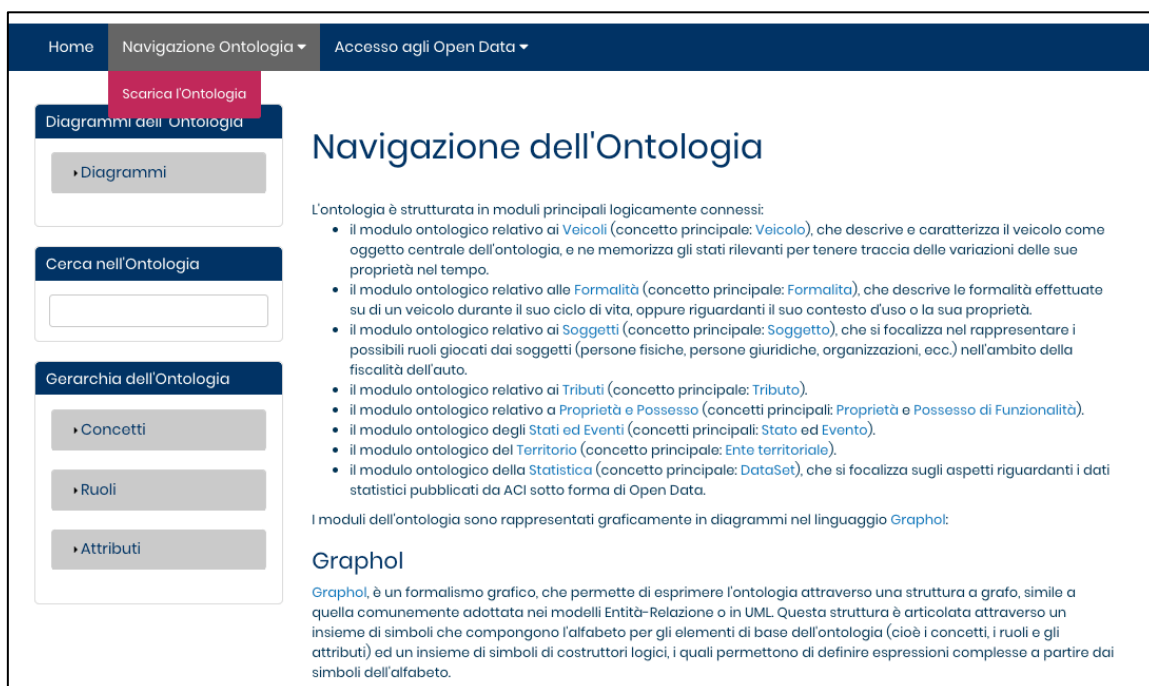 Home Navigazione Ontologia Accesso agli Open Data
Scarica l'Ontologia
Diagrammi dell'Ontologia
Diagrammi
Cerca nell'Ontologia
Gerarchia dell'Ontologia
Concetti
Ruoli
Attributi
Navigazione dell'Ontologia
L'ontologia è strutturata in moduli principali logicamente connessi:
• il modulo ontologico relativo ai Veicoli (concetto principale: Veicolo), che descrive e caratterizza il veicolo come
oggetto centrale dell'ontologia, e ne memorizza gli stati rilevanti per tenere traccia delle variazioni delle sue
proprietà nel tempo.
• il modulo ontologico relativo alle Formalità (concetto principale: Formalita), che descrive le formalità effettuate
su di un veicolo durante il suo ciclo di vita, oppure riguardanti il suo contesto d'uso o la sua proprietà.
• il modulo ontologico relativo ai Soggetti (concetto principale: Soggetto), che si focalizza nel rappresentare i
possibili ruoli giocati dai soggetti (persone fisiche, persone giuridiche, organizzazioni, ecc.) nell'ambito della
fiscalità dell'auto.
• il modulo ontologico relativo ai Tributi (concetto principale: Tributo).
• il modulo ontologico relativo a Proprietà e Possesso (concetti principali: Proprietà e Possesso di Funzionalità).
• il modulo ontologico degli Stati ed Eventi (concetti principali: Stato ed Evento).
• il modulo ontologico del Territorio (concetto principale: Ente territoriale).
• il modulo ontologico della Statistica (concetto principale: DataSet), che si focalizza sugli aspetti riguardanti i dati
statistici pubblicati da ACI sotto forma di Open Data.
I moduli dell'ontologia sono rappresentati graficamente in diagrammi nel linguaggio Graphol:
Graphol
Graphol, è un formalismo grafico, che permette di esprimere l'ontologia attraverso una struttura a grafo, simile a
quella comunemente adottata nei modelli Entità-Relazione o in UML. Questa struttura è articolata attraverso un
insieme di simboli che compongono l'alfabeto per gli elementi di base dell'ontologia (cioè i concetti, i ruoli e gli
attributi) ed un insieme di simboli di costruttori logici, i quali permettono di definire espressioni complesse a partire dai
simboli dell'alfabeto.